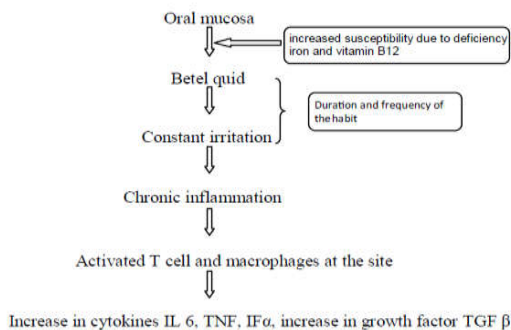 Oral mucosa
increased susceptibility due to deficiency
iron and vitamin B12
Betel quid
Duration and frequency of
the habit
Constant irritation
Chronic inflammation
Activated T cell and macrophages at the site
Increase in cytokines IL 6, TNF, IFα, increase in growth factor TGF β